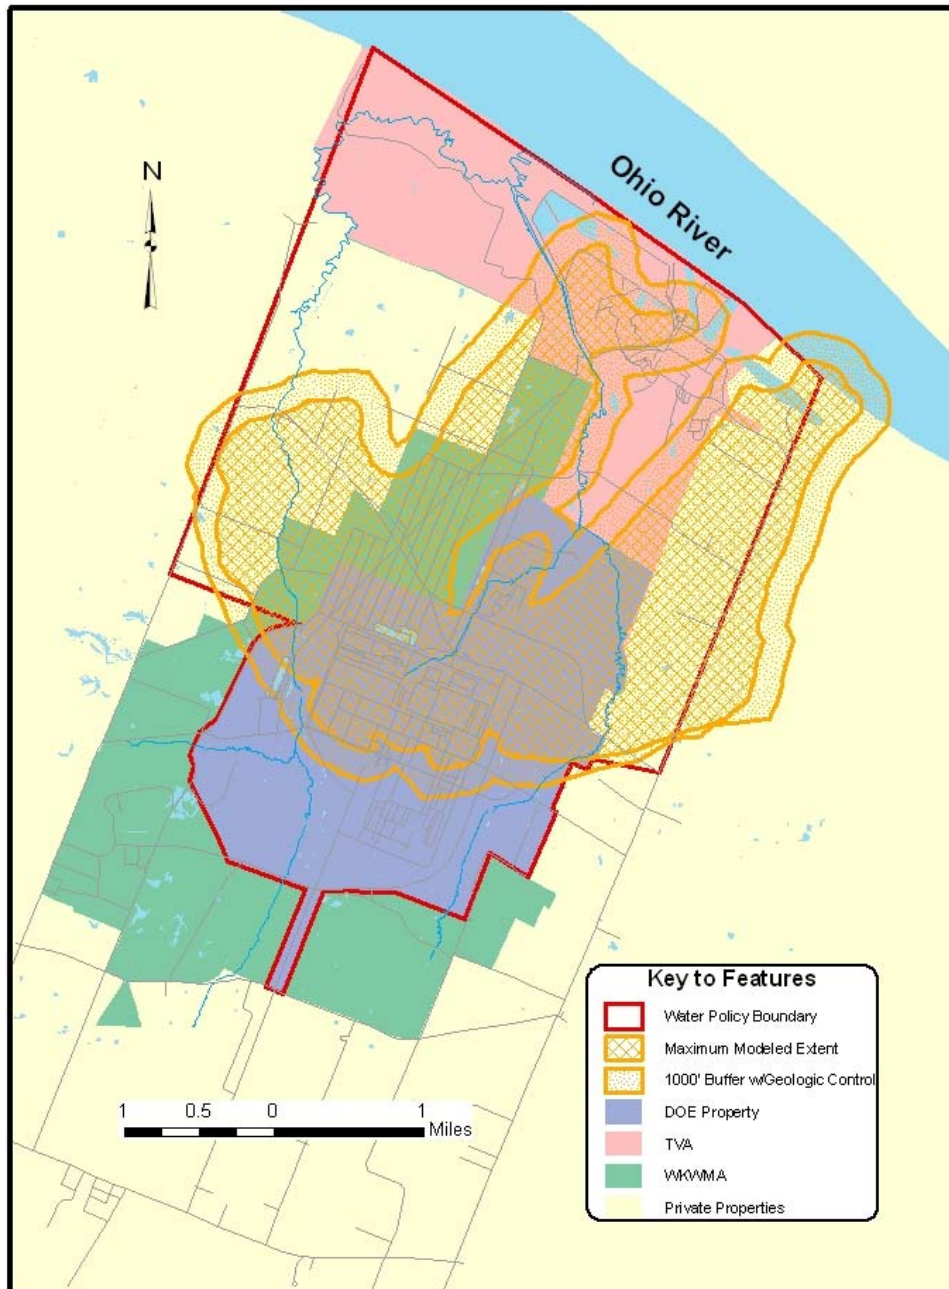 Ohio River
N
Key to Features
Water Policy Boundary
Maximum Modeled Extent
1000' Buffer w/Geologic Control
DOE Property
TVA
WKWMA
Private Properties
1 0.5 0 1
Miles